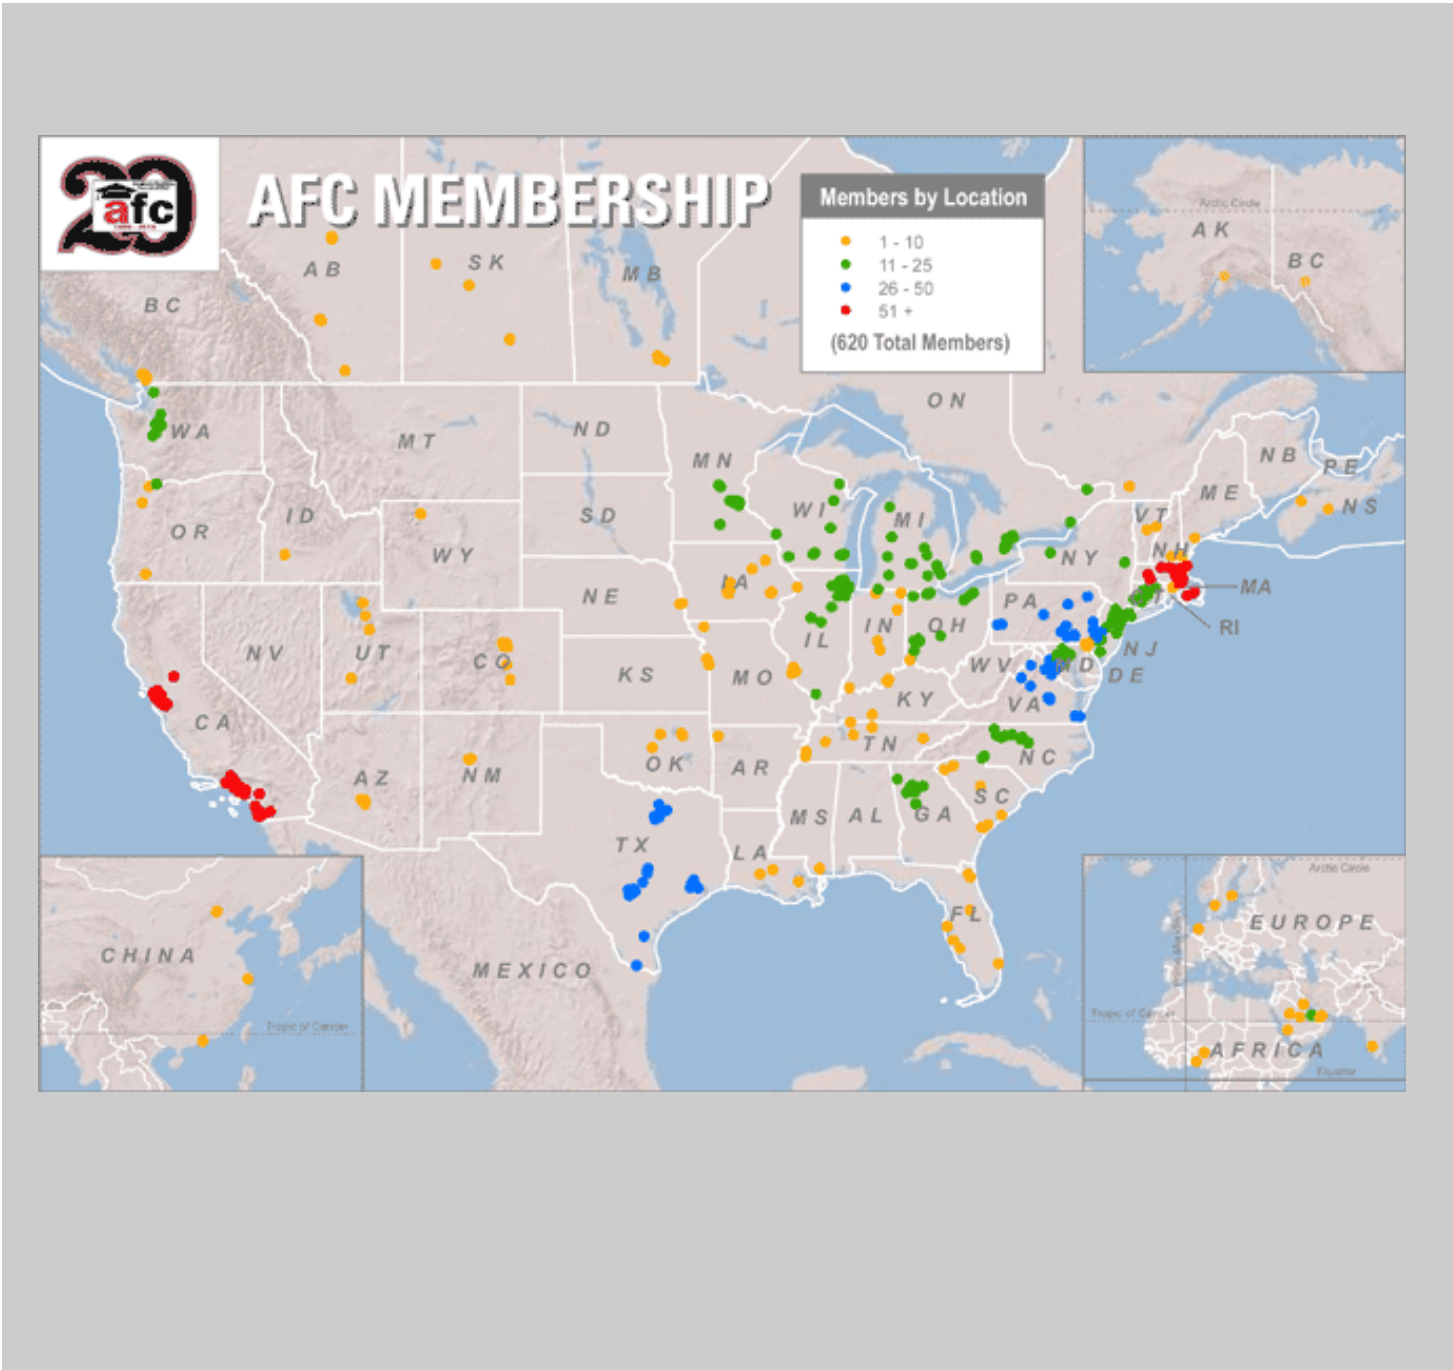 20
afc
AFC MEMBERSHIP
Members by Location
1 - 10
11 - 25
26 - 50
51 +
(620 Total Members)
Arctic Circle
AK
BC
BC
AB
SK
MB
ON
NB
PE
NS
ME
WA
MT
ND
MN
WI
MI
VT
NH
NY
MA
RI
CT
OR
ID
WY
SD
IA
NE
PA
NJ
NV
UT
CO
KS
MO
IL
IN
OH
WV
MD
DE
VA
KY
CA
AZ
NM
OK
AR
TN
NC
SC
TX
LA
MS
AL
GA
FL
MEXICO
CHINA
Tropic of Cancer
Arctic Circle
EUROPE
Tropic of Cancer
AFRICA
Equator